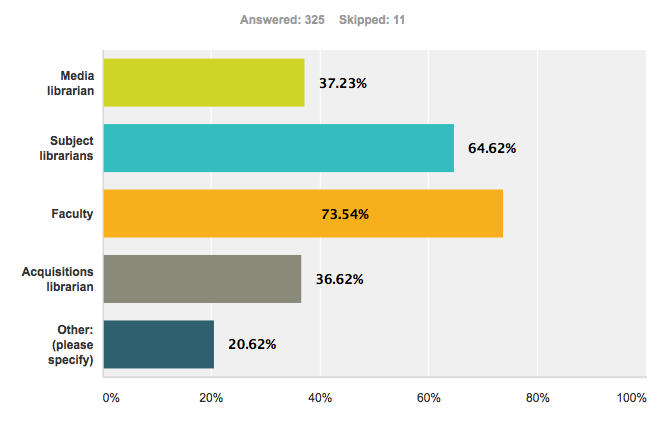 Answered: 325 Skipped: 11
Media
librarian
37.23%
Subject
librarians
64.62%
Faculty
73.54%
Acquisitions
librarian
36.62%
Other:
(please
specify)
20.62%
0% 20% 40% 60% 80% 100%